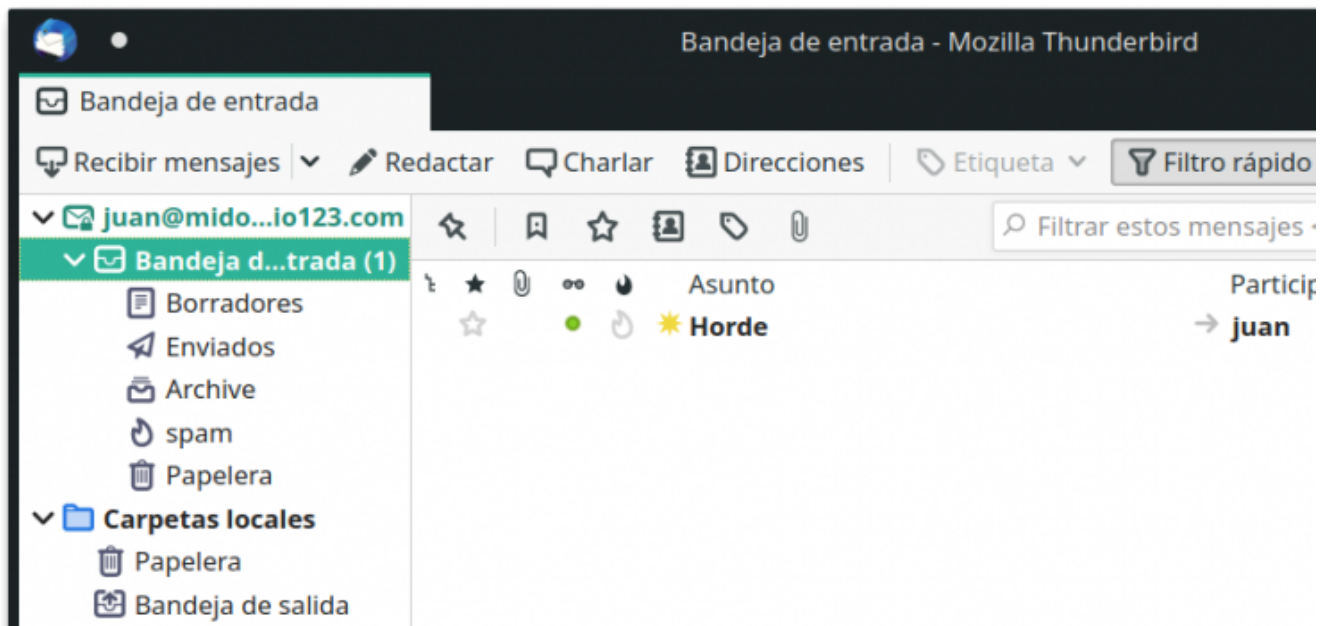 Bandeja de entrada - Mozilla Thunderbird
Bandeja de entrada
Recibir mensajes Redactar Charlar Direcciones Etiqueta Filtro rápido
juan@mido...io123.com
Filtrar estos mensajes
Bandeja d...trada (1)
Asunto Particip
Borradores
Horde juan
Enviados
Archive
spam
Papelera
Carpetas locales
Papelera
Bandeja de salida